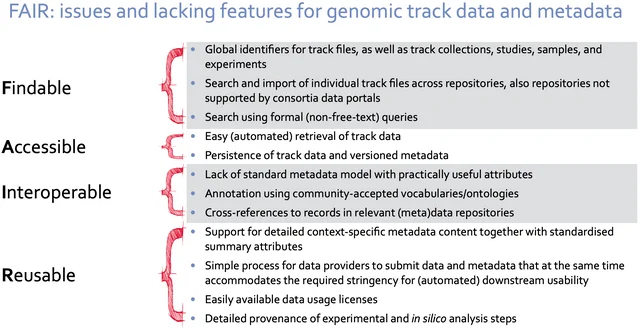 FAIR: issues and lacking features for genomic track data and metadata
Findable
• Global identifiers for track files, as well as track collections, studies, samples, and
experiments
• Search and import of individual track files across repositories, also repositories not
supported by consortia data portals
• Search using formal (non-free-text) queries
Accessible
• Easy (automated) retrieval of track data
• Persistence of track data and versioned metadata
Interoperable
• Lack of standard metadata model with practically useful attributes
• Annotation using community-accepted vocabularies/ontologies
• Cross-references to records in relevant (meta)data repositories
Reusable
• Support for detailed context-specific metadata content together with standardised
summary attributes
• Simple process for data providers to submit data and metadata that at the same time
accommodates the required stringency for (automated) downstream usability
• Easily available data usage licenses
• Detailed provenance of experimental and in silico analysis steps